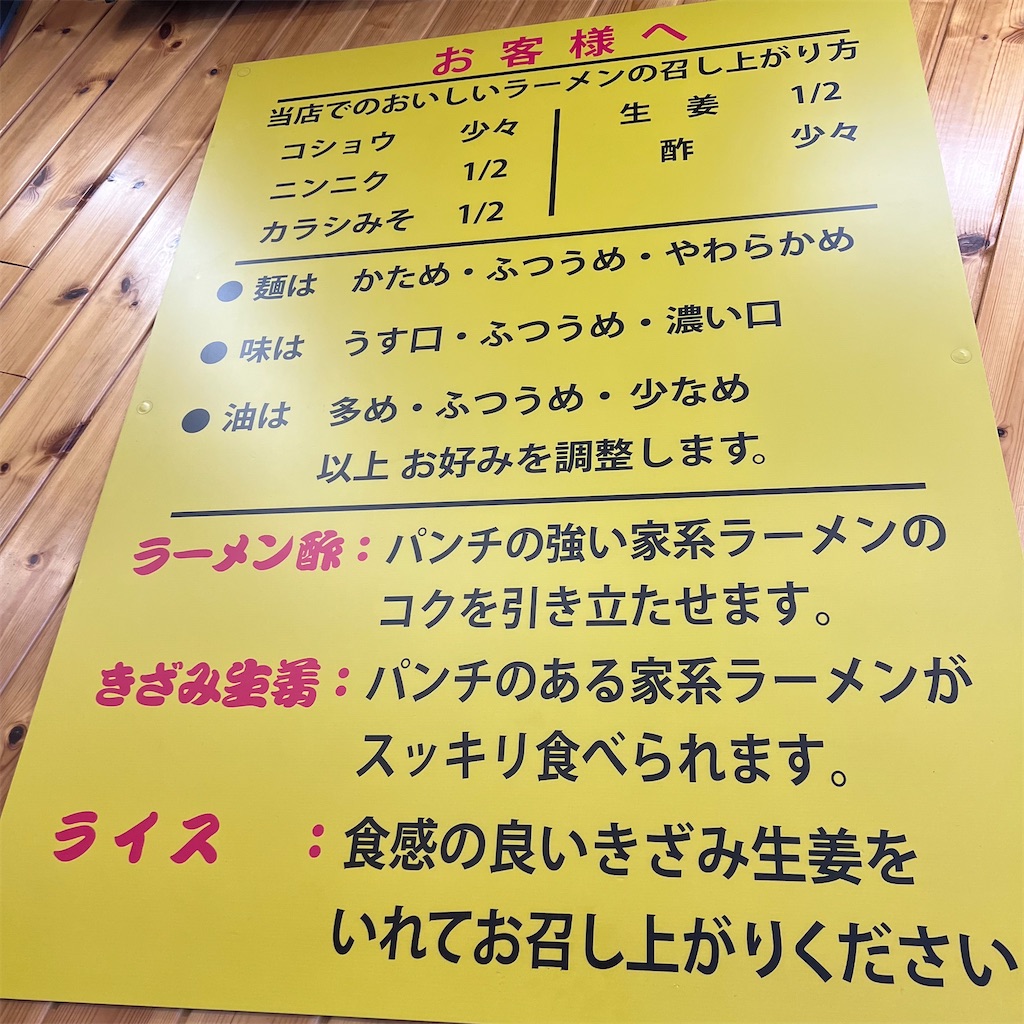 お客様へ
当店でのおいしいラーメンの召し上がり方
コショウ 少々
ニンニク 1/2
カラシみそ 1/2
生姜 1/2
酢 少々
● 麺は かため・ふつうめ・やわらかめ
● 味は うす口・ふつうめ・濃い口
● 油は 多め・ふつうめ・少なめ
以上 お好みを調整します。
ラーメン酢：パンチの強い家系ラーメンの
コクを引き立たせます。
きざみ生姜：パンチのある家系ラーメンが
スッキリ食べられます。
ライス ：食感の良いきざみ生姜を
いれてお召し上がりください